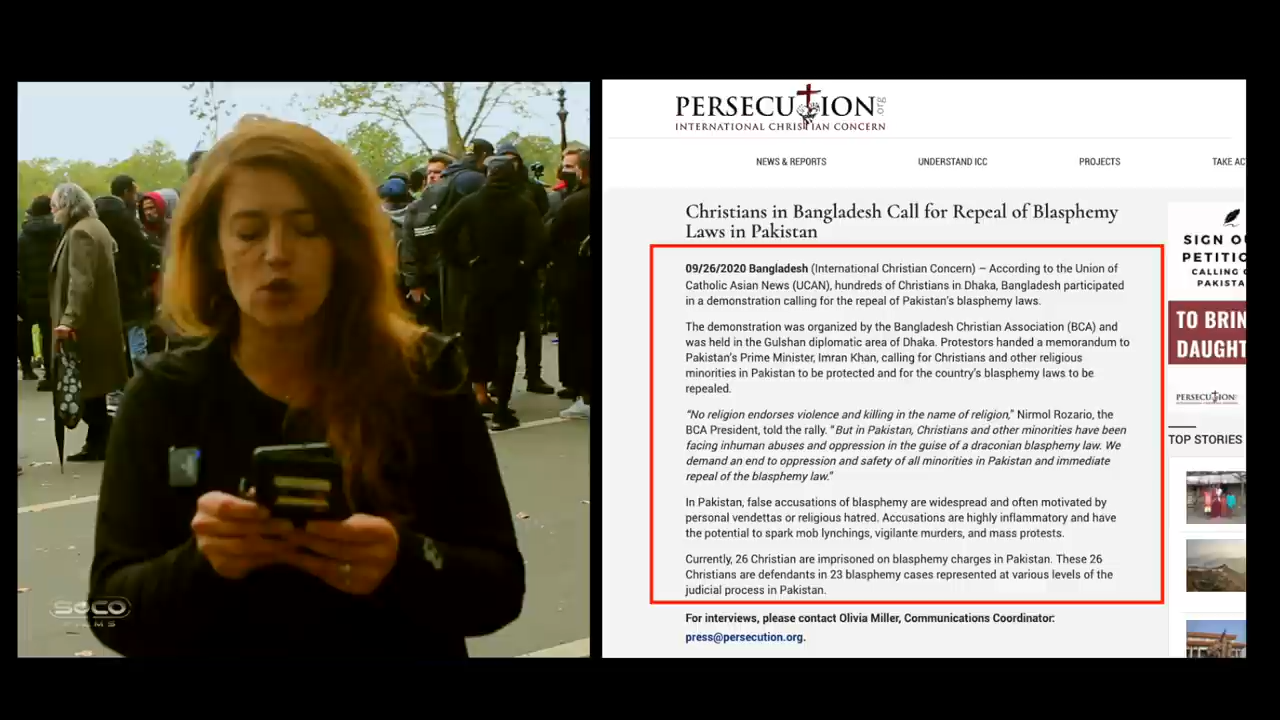 SOCO
FILMS
PERSECUTION.org
INTERNATIONAL CHRISTIAN CONCERN
NEWS & REPORTS UNDERSTAND ICC PROJECTS TAKE AC
Christians in Bangladesh Call for Repeal of Blasphemy
Laws in Pakistan
09/26/2020 Bangladesh (International Christian Concern) – According to the Union of
Catholic Asian News (UCAN), hundreds of Christians in Dhaka, Bangladesh participated
in a demonstration calling for the repeal of Pakistan's blasphemy laws.
The demonstration was organized by the Bangladesh Christian Association (BCA) and
was held in the Gulshan diplomatic area of Dhaka. Protestors handed a memorandum to
Pakistan's Prime Minister, Imran Khan, calling for Christians and other religious
minorities in Pakistan to be protected and for the country's blasphemy laws to be
repealed.
“No religion endorses violence and killing in the name of religion,” Nirmol Rozario, the
BCA President, told the rally. “But in Pakistan, Christians and other minorities have been
facing inhuman abuses and oppression in the guise of a draconian blasphemy law. We
demand an end to oppression and safety of all minorities in Pakistan and immediate
repeal of the blasphemy law.”
In Pakistan, false accusations of blasphemy are widespread and often motivated by
personal vendettas or religious hatred. Accusations are highly inflammatory and have
the potential to spark mob lynchings, vigilante murders, and mass protests.
Currently, 26 Christian are imprisoned on blasphemy charges in Pakistan. These 26
Christians are defendants in 23 blasphemy cases represented at various levels of the
judicial process in Pakistan.
For interviews, please contact Olivia Miller, Communications Coordinator:
press@persecution.org.
SIGN OU
PETITIO
CALLING O
PAKISTA
TO BRIN
DAUGHT
PERSECUTION
TOP STORIES